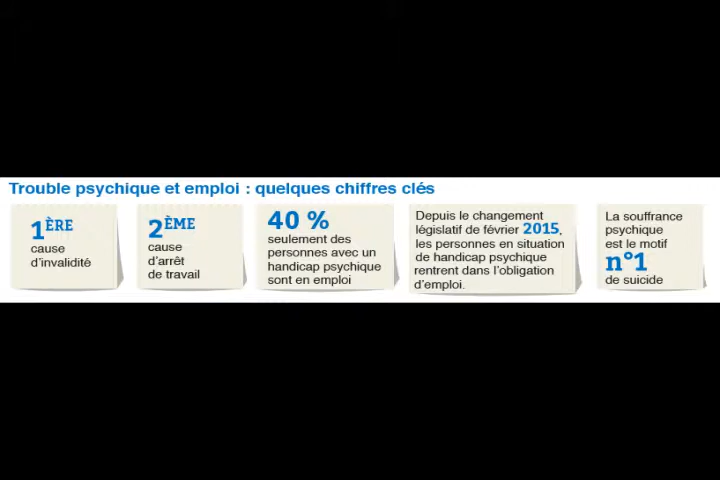 Trouble psychique et emploi : quelques chiffres clés
1ÈRE
cause
d'invalidité
2ÈME
cause
d'arrêt
de travail
40 %
seulement des
personnes avec un
handicap psychique
sont en emploi
Depuis le changement
législatif de février 2015,
les personnes en situation
de handicap psychique
rentrent dans l'obligation
d'emploi.
La souffrance
psychique
est le motif
n°1
de suicide